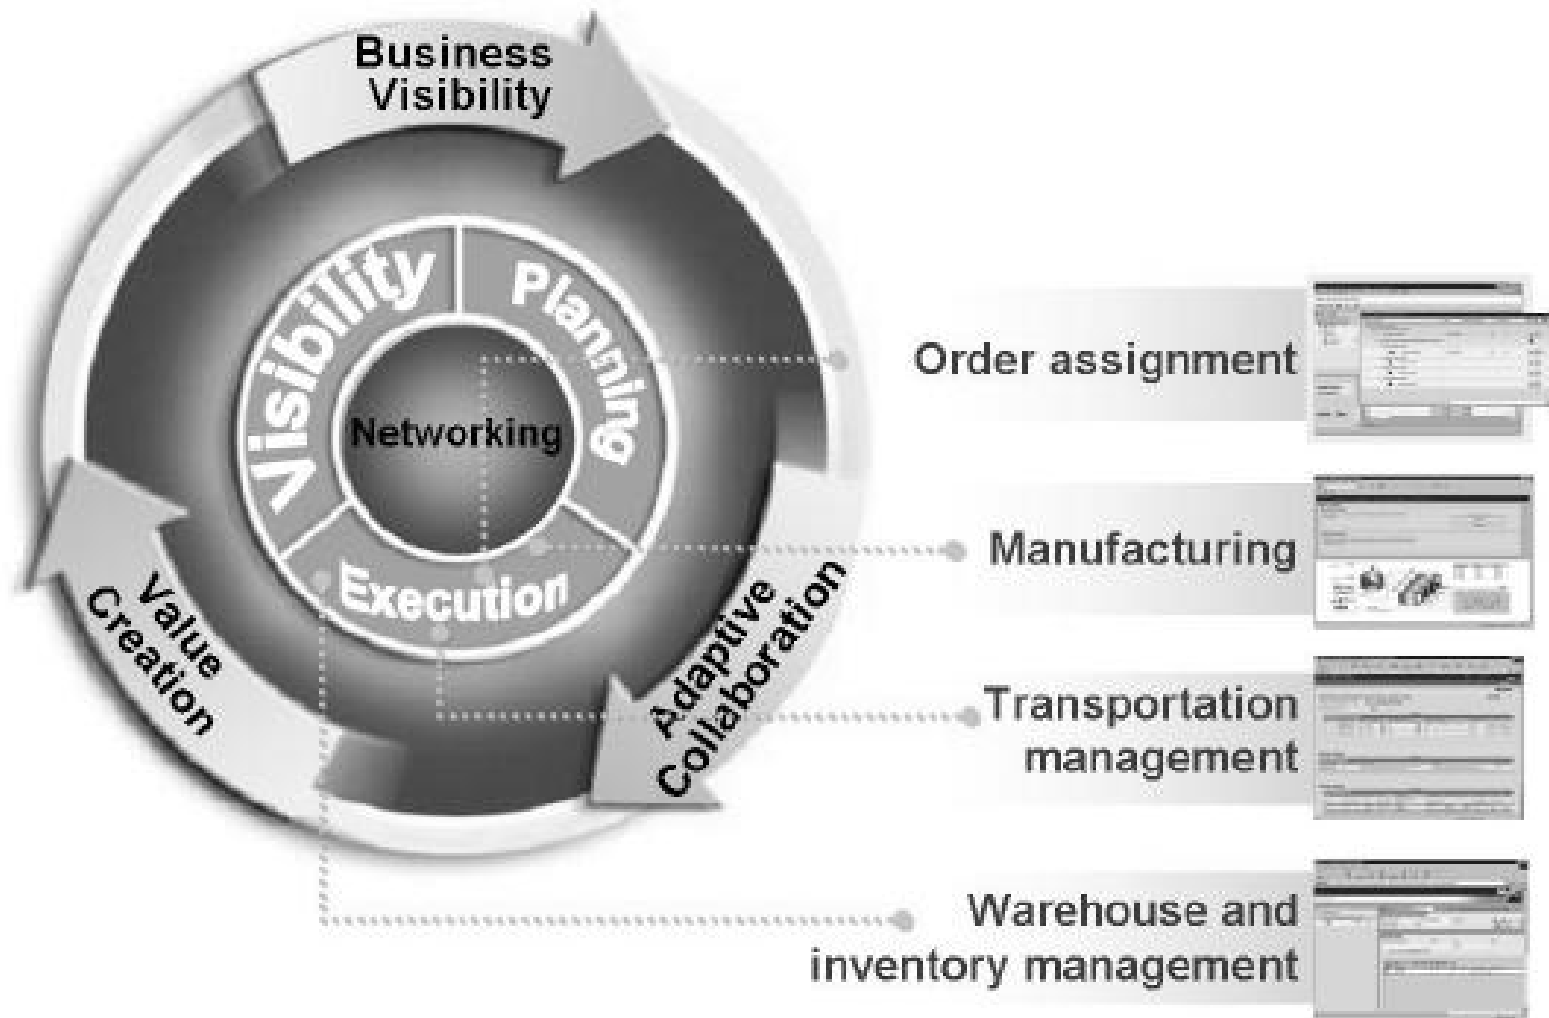 Business
Visibility
Visibility
Planning
Networking
Execution
Value
Creation
Adaptive
Collaboration
Order assignment
Manufacturing
Transportation
management
Warehouse and
inventory management